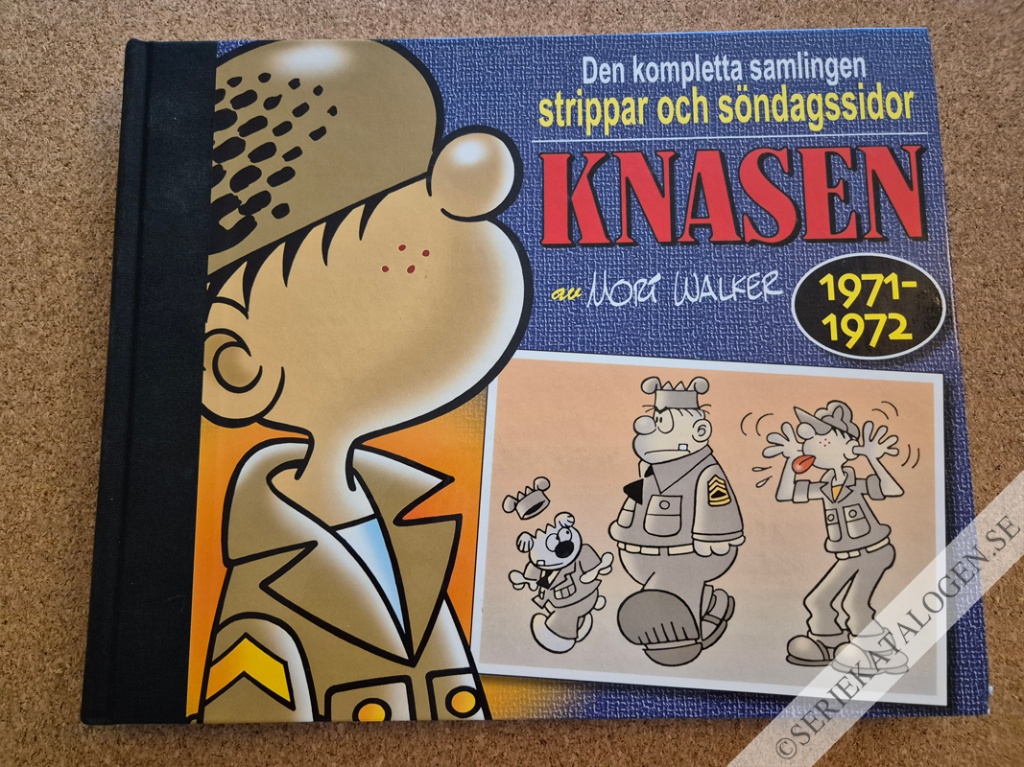 Den kompletta samlingen
strippar och söndagssidor
KNASEN
av MORT WALKER
1971-
1972
©SERIEKATALOGEN.SE